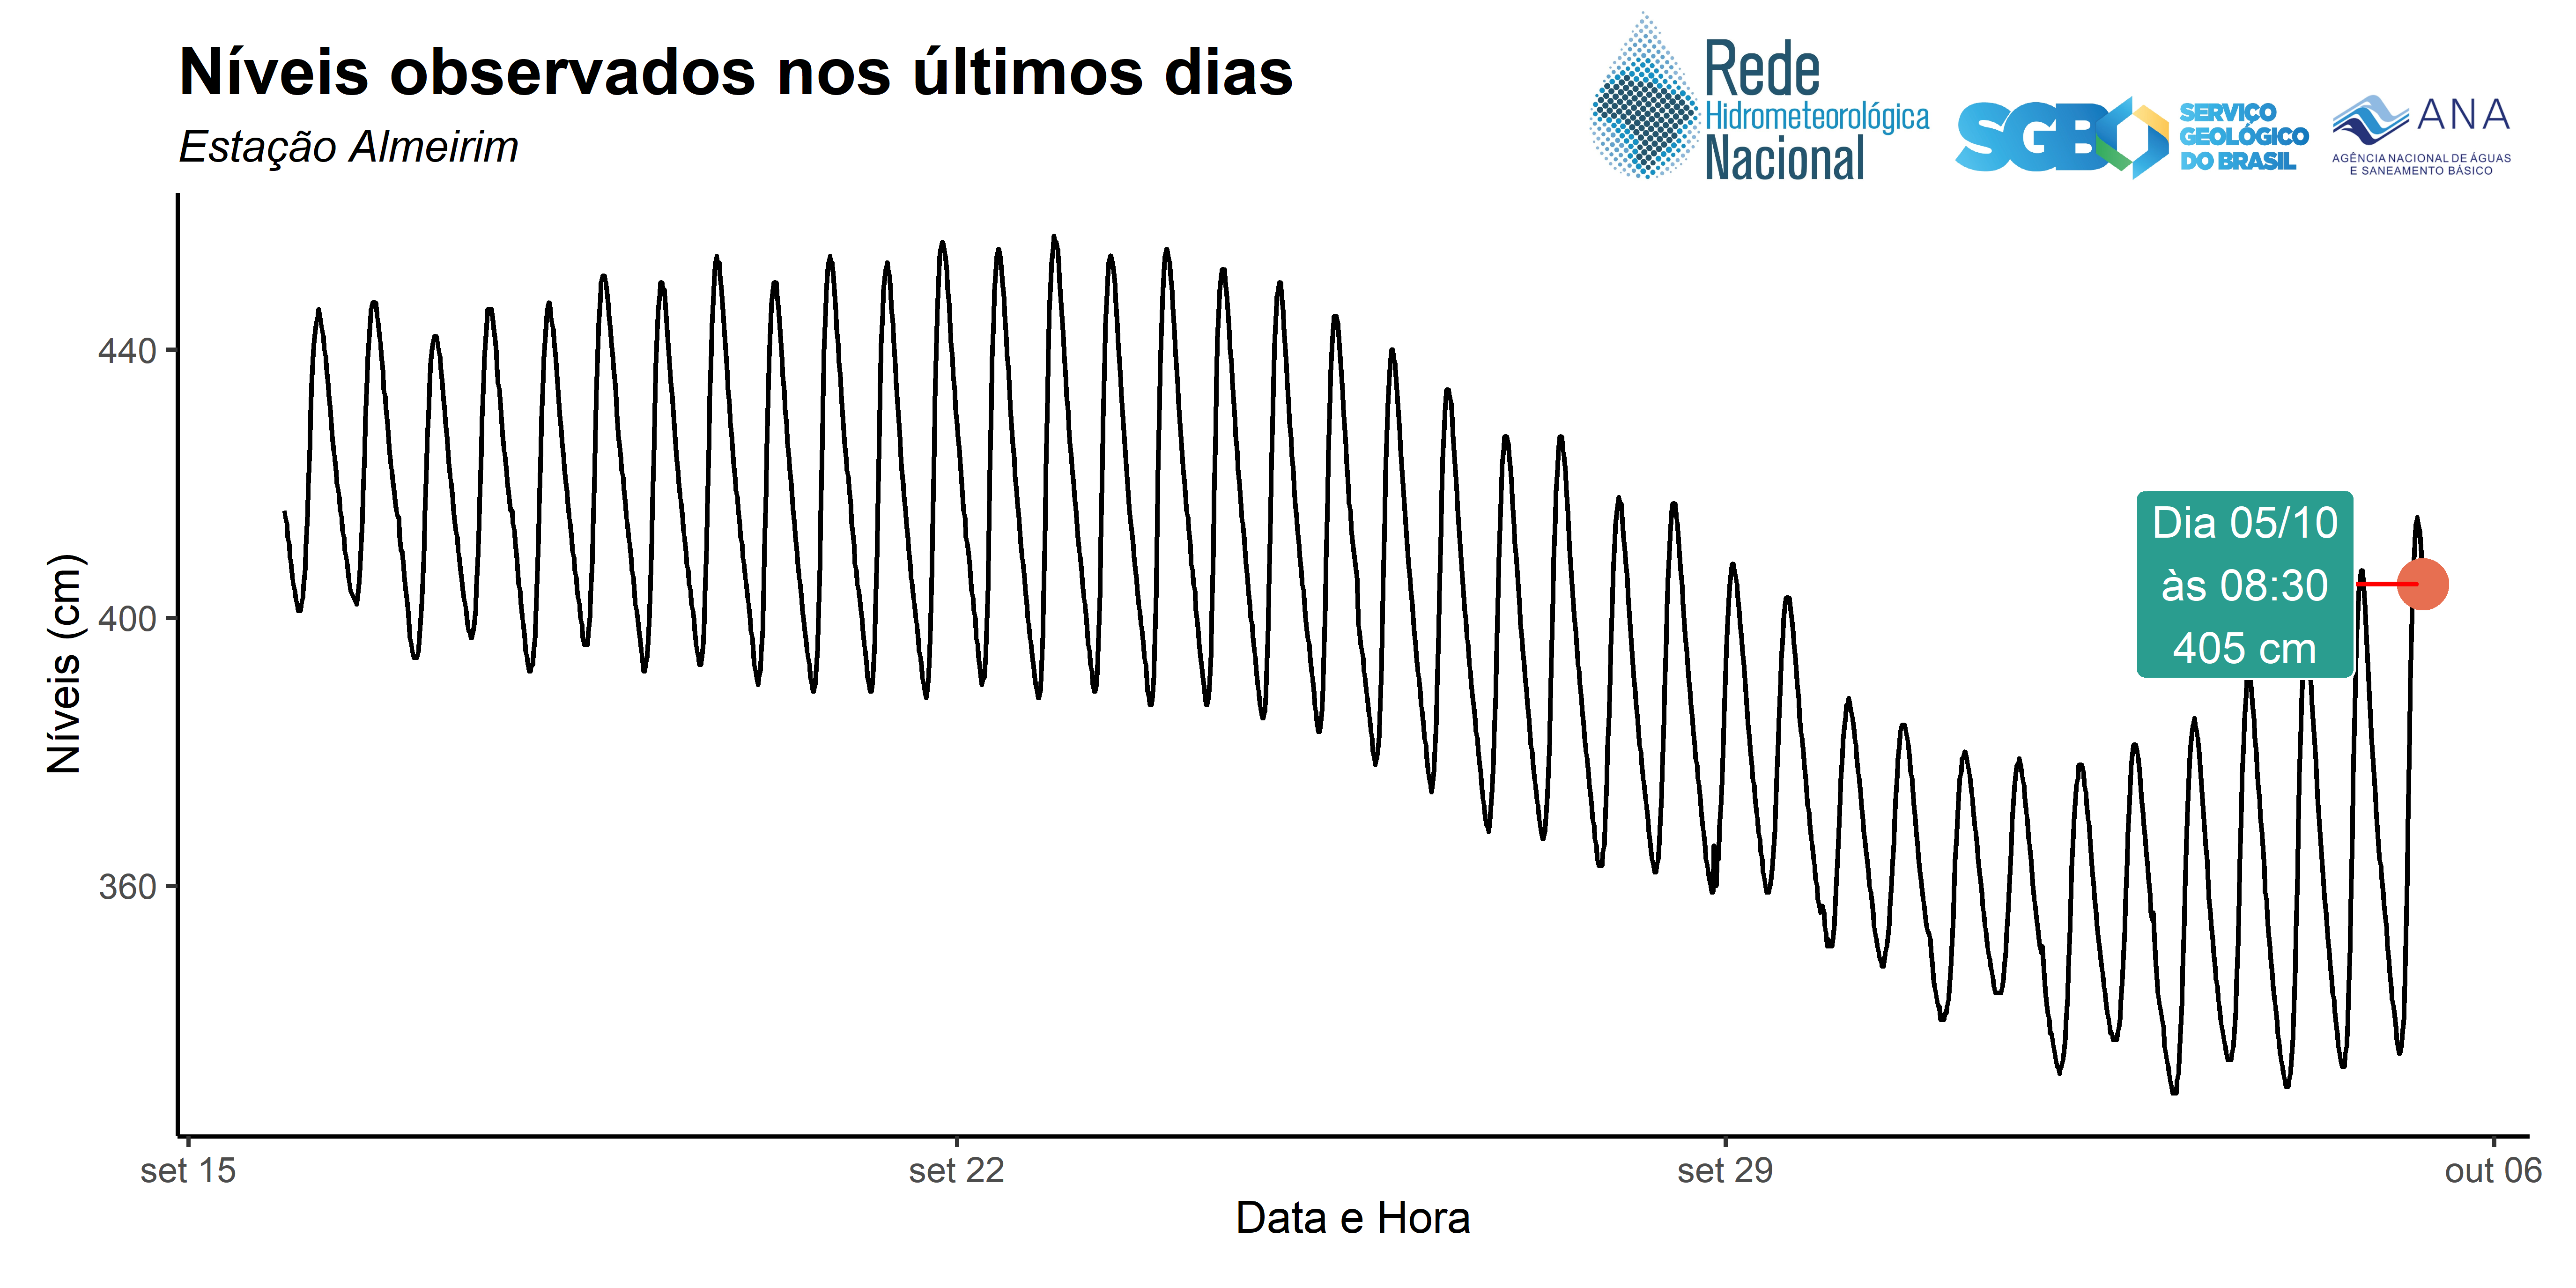 Níveis observados nos últimos dias
Estação Almeirim
Rede
Hidrometeorológica
Nacional
SGB
SERVIÇO
GEOLÓGICO
DO BRASIL
ANA
AGÊNCIA NACIONAL DE ÁGUAS
E SANEAMENTO BÁSICO
Níveis (cm)
440
400
360
Dia 05/10
às 08:30
405 cm
set 15
set 22
set 29
out 06
Data e Hora